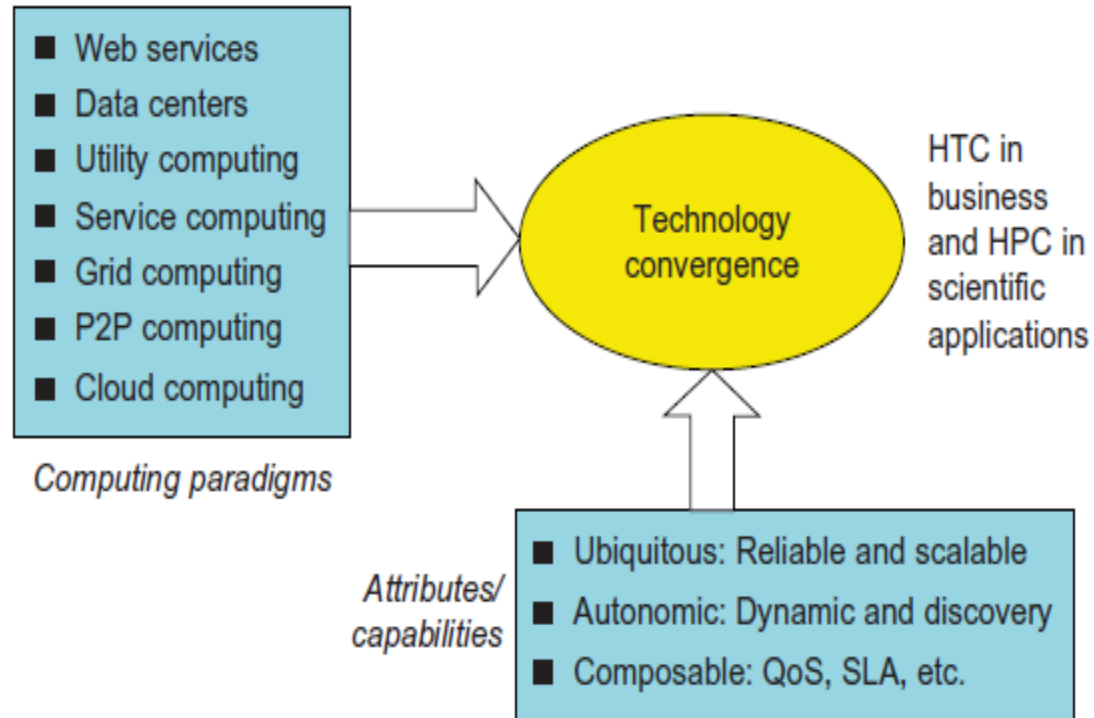 ■ Web services
■ Data centers
■ Utility computing
■ Service computing
■ Grid computing
■ P2P computing
■ Cloud computing
Computing paradigms
Technology
convergence
HTC in
business
and HPC in
scientific
applications
Attributes/
capabilities
■ Ubiquitous: Reliable and scalable
■ Autonomic: Dynamic and discovery
■ Composable: QoS, SLA, etc.